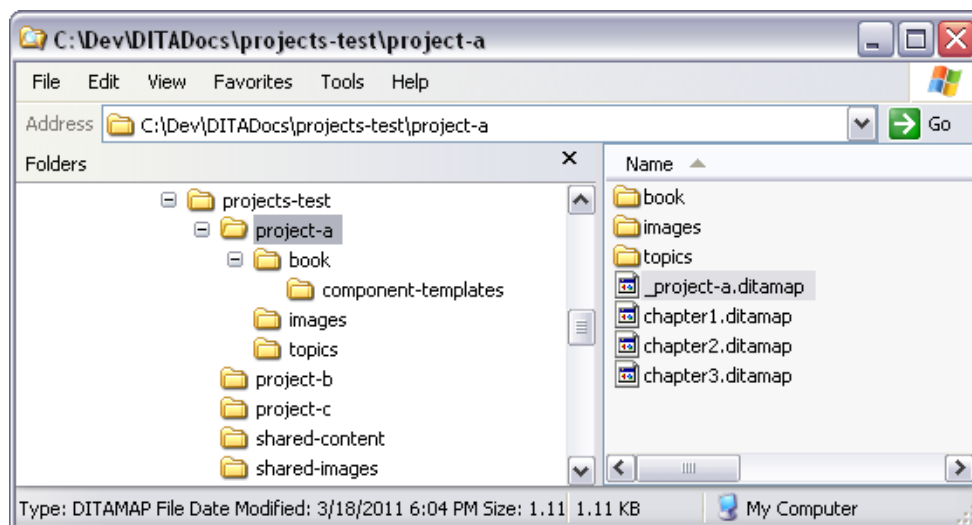 C:\Dev\DITADocs\projects-test\project-a
File Edit View Favorites Tools Help
Address C:\Dev\DITADocs\projects-test\project-a Go
Folders
projects-test
project-a
book
component-templates
images
topics
project-b
project-c
shared-content
shared-images
Name
book
images
topics
_project-a.ditamap
chapter1.ditamap
chapter2.ditamap
chapter3.ditamap
Type: DITAMAP File Date Modified: 3/18/2011 6:04 PM Size: 1.11 1.11 KB My Computer